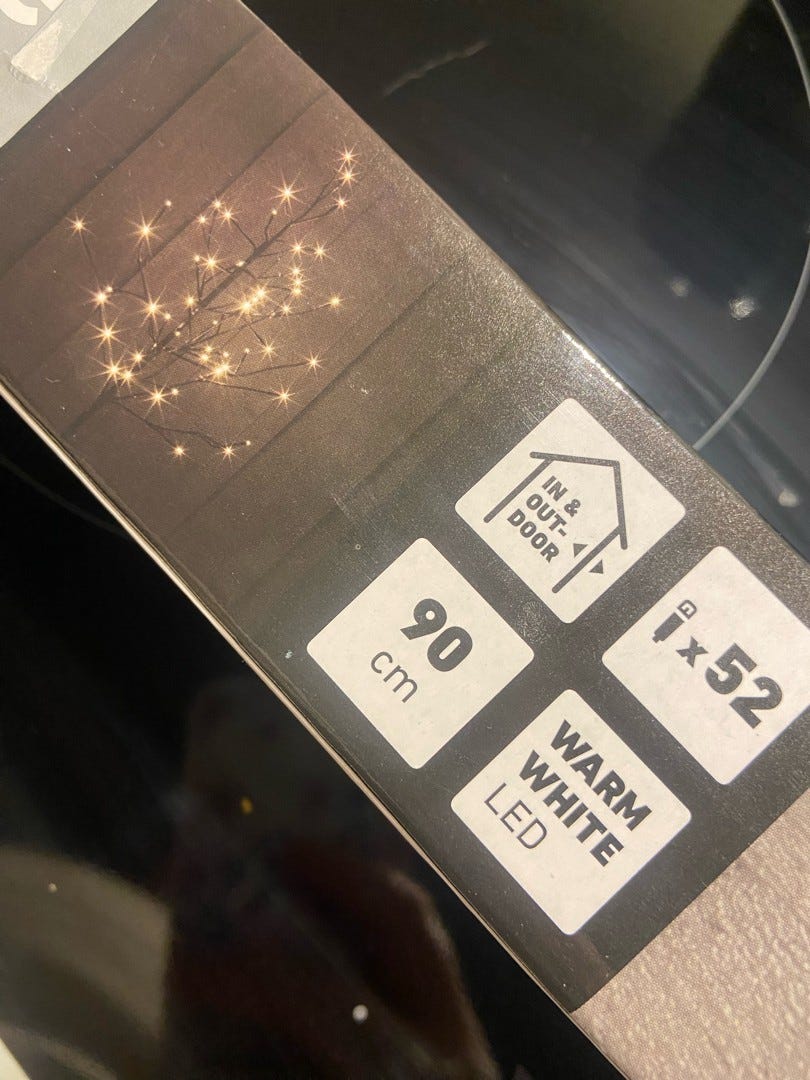 IN &
OUT-
DOOR
90
cm
x 52
WARM
WHITE
LED